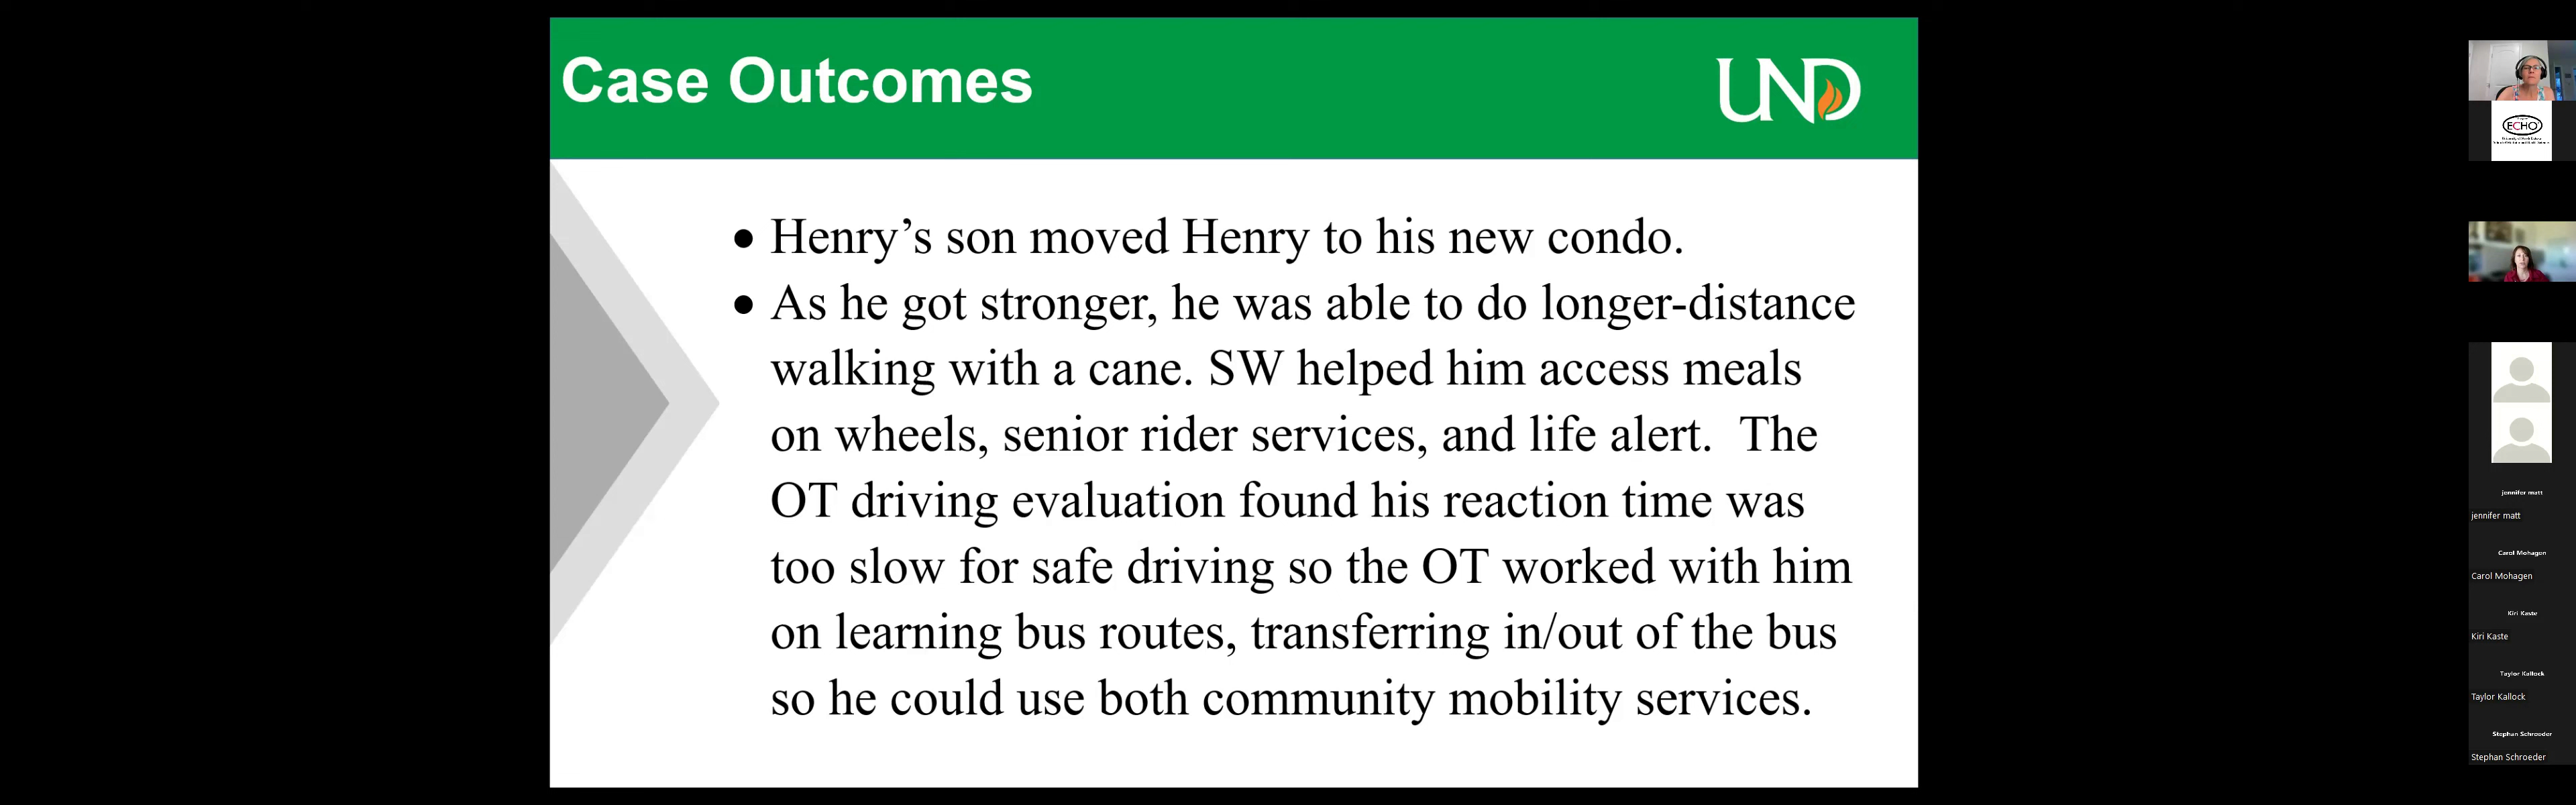 Case Outcomes
UND
● Henry’s son moved Henry to his new condo.
● As he got stronger, he was able to do longer-distance
walking with a cane. SW helped him access meals
on wheels, senior rider services, and life alert.  The
OT driving evaluation found his reaction time was
too slow for safe driving so the OT worked with him
on learning bus routes, transferring in/out of the bus
so he could use both community mobility services.
ECHO
jennifer matt
jennifer matt
Carol Mohagen
Carol Mohagen
Kiri Kaste
Kiri Kaste
Taylor Kallock
Taylor Kallock
Stephan Schroeder
Stephan Schroeder